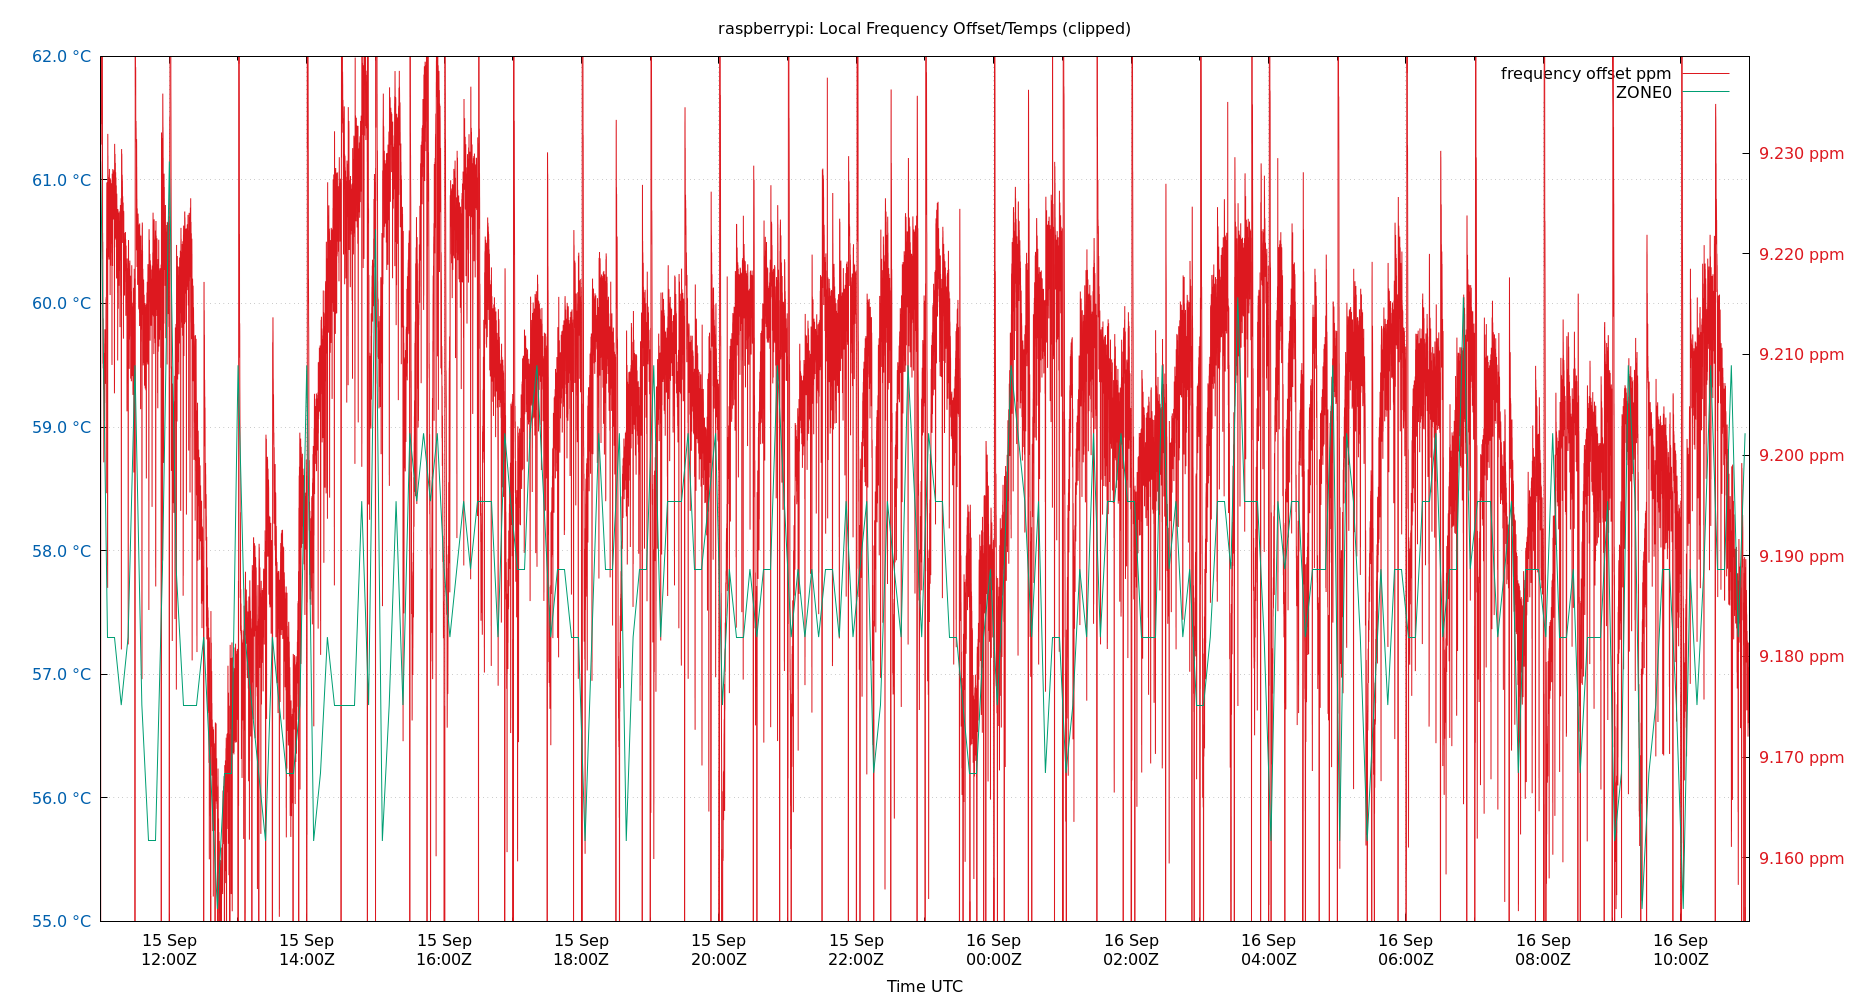 raspberrypi: Local Frequency Offset/Temps (clipped)
62.0 °C
61.0 °C
60.0 °C
59.0 °C
58.0 °C
57.0 °C
56.0 °C
55.0 °C
frequency offset ppm
ZONE0
9.230 ppm
9.220 ppm
9.210 ppm
9.200 ppm
9.190 ppm
9.180 ppm
9.170 ppm
9.160 ppm
15 Sep 15 Sep 15 Sep 15 Sep 15 Sep 15 Sep 16 Sep 16 Sep 16 Sep 16 Sep 16 Sep 16 Sep
12:00Z 14:00Z 16:00Z 18:00Z 20:00Z 22:00Z 00:00Z 02:00Z 04:00Z 06:00Z 08:00Z 10:00Z
Time UTC